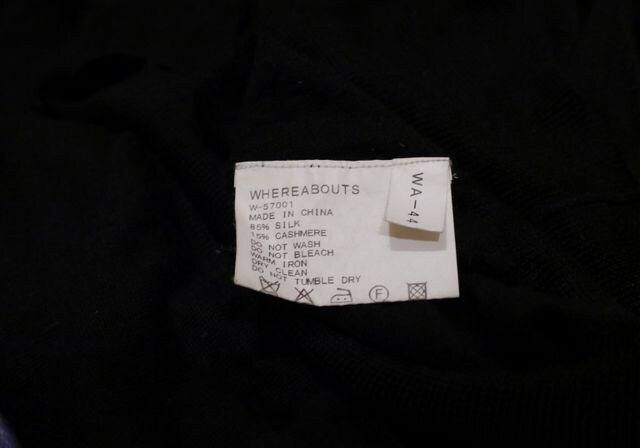 WHEREABOUTS
W-57001
MADE IN CHINA
85% SILK
15% CASHMERE
DO NOT WASH
DO NOT BLEACH
WARM IRON
DRY CLEAN
DO NOT TUMBLE DRY
F
WA-44